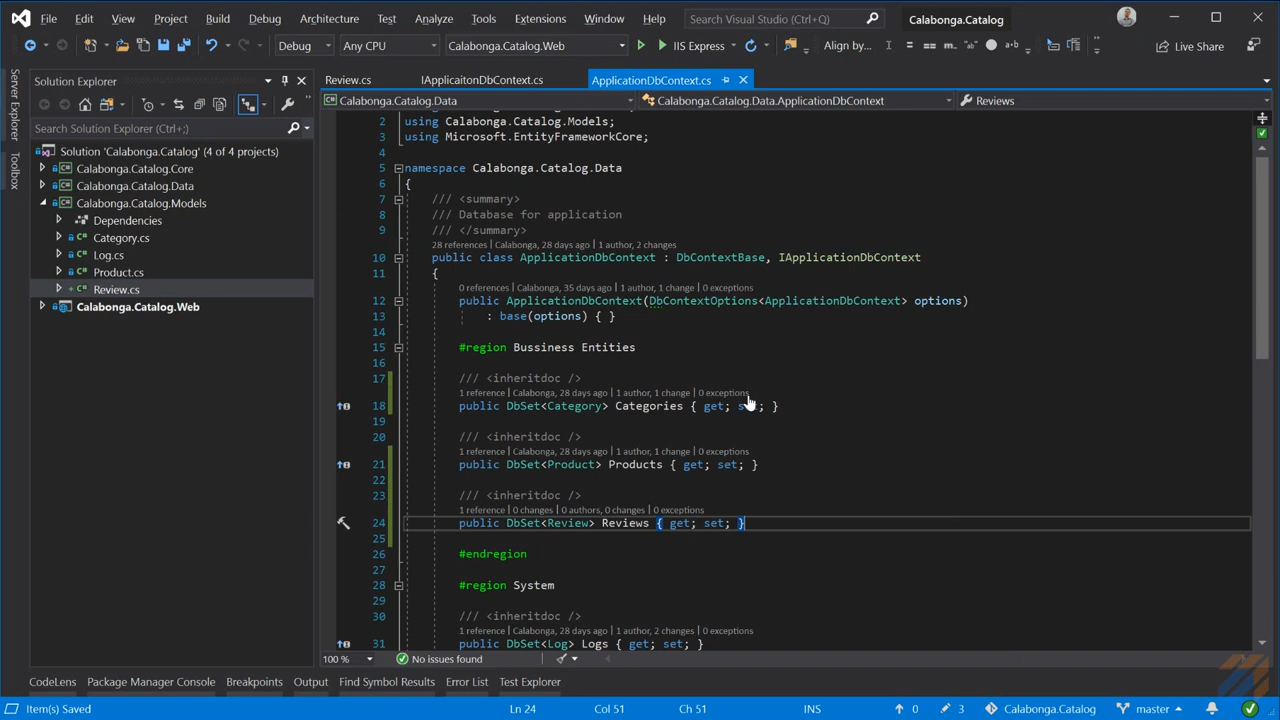 File Edit View Project Build Debug Architecture Test Analyze Tools Extensions Window Help Search Visual Studio (Ctrl+Q) Calabonga.Catalog
Debug Any CPU Calabonga.Catalog.Web IIS Express Align by... Live Share
Server Explorer
Toolbox
Solution Explorer
Search Solution Explorer (Ctrl+;)
Solution 'Calabonga.Catalog' (4 of 4 projects)
Calabonga.Catalog.Core
Calabonga.Catalog.Data
Calabonga.Catalog.Models
Dependencies
Category.cs
Log.cs
Product.cs
Review.cs
Calabonga.Catalog.Web
Review.cs IApplicaitonDbContext.cs ApplicationDbContext.cs
Calabonga.Catalog.Data Calabonga.Catalog.Data.ApplicationDbContext Reviews
2 using Calabonga.Catalog.Models;
3 using Microsoft.EntityFrameworkCore;
4
5 namespace Calabonga.Catalog.Data
6 {
7 /// <summary>
8 /// Database for application
9 /// </summary>
28 references | Calabonga, 28 days ago | 1 author, 2 changes
10 public class ApplicationDbContext : DbContextBase, IApplicationDbContext
11 {
0 references | Calabonga, 35 days ago | 1 author, 1 change | 0 exceptions
12 public ApplicationDbContext(DbContextOptions<ApplicationDbContext> options)
13 : base(options) { }
14
15 #region Bussiness Entities
16
17 /// <inheritdoc />
1 reference | Calabonga, 28 days ago | 1 author, 1 change | 0 exceptions
18 public DbSet<Category> Categories { get; set; }
19
20 /// <inheritdoc />
1 reference | Calabonga, 28 days ago | 1 author, 1 change | 0 exceptions
21 public DbSet<Product> Products { get; set; }
22
23 /// <inheritdoc />
1 reference | 0 changes | 0 authors, 0 changes | 0 exceptions
24 public DbSet<Review> Reviews { get; set; }
25
26 #endregion
27
28 #region System
29
30 /// <inheritdoc />
1 reference | Calabonga, 28 days ago | 1 author, 2 changes | 0 exceptions
31 public DbSet<Log> Logs { get; set; }
100 % No issues found
CodeLens Package Manager Console Breakpoints Output Find Symbol Results Error List Test Explorer
Item(s) Saved Ln 24 Col 51 Ch 51 INS 0 3 Calabonga.Catalog master